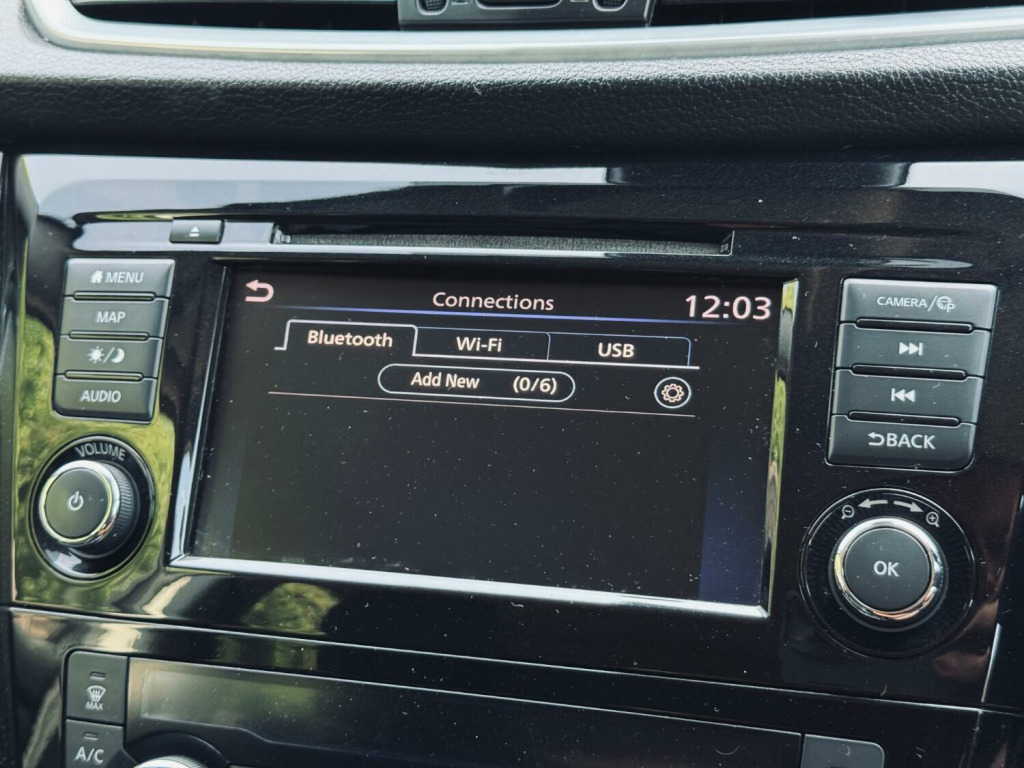 MENU
MAP
AUDIO
VOLUME
Connections
12:03
Bluetooth
Wi-Fi
USB
Add New (0/6)
CAMERA/
BACK
OK
MAX
A/C